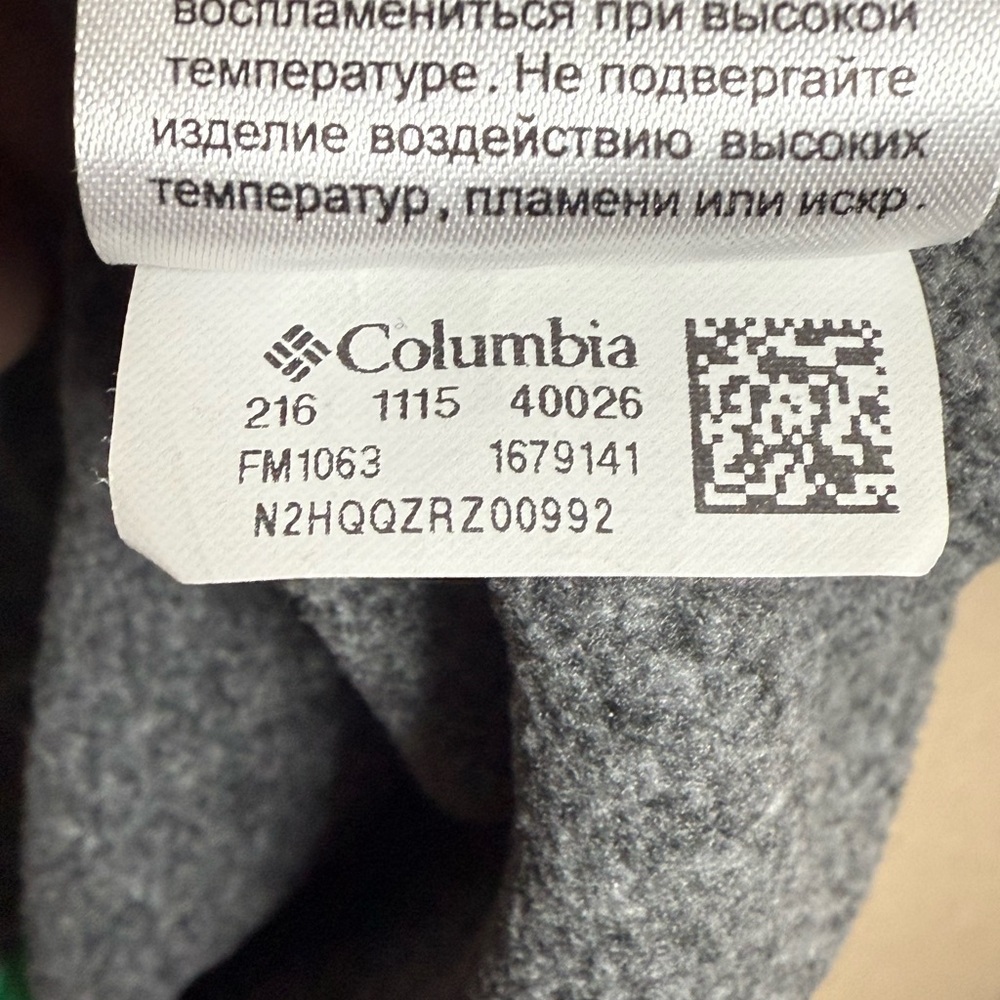 воспламениться при высокой
температуре. Не подвергайте
изделие воздействию высоких
температур, пламени или искр.
Columbia
216 1115 40026
FM1063 1679141
N2HQQZRZ00992